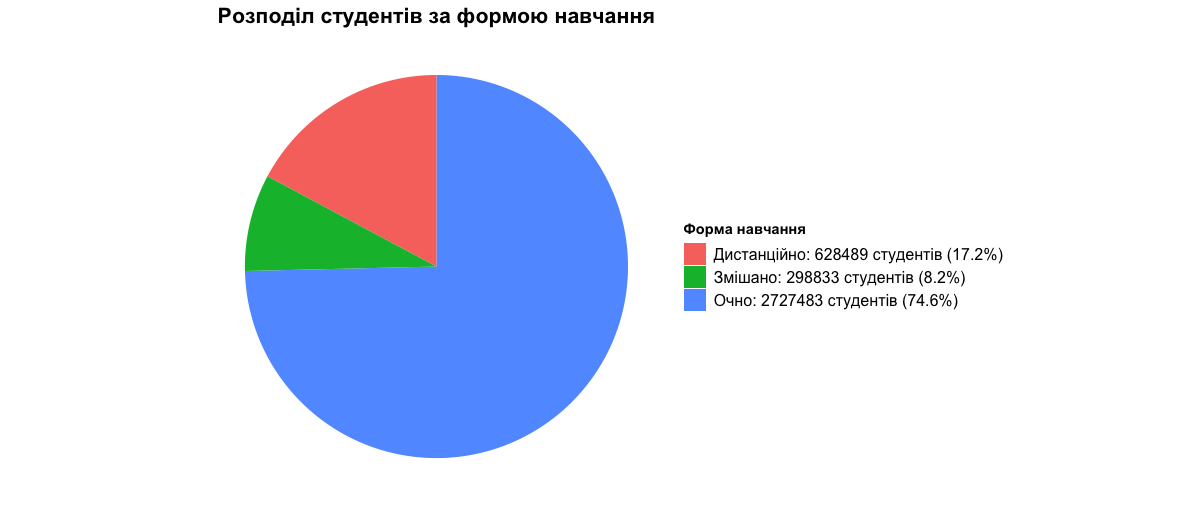 Розподіл студентів за формою навчання
Форма навчання
Дистанційно: 628489 студентів (17.2%)
Змішано: 298833 студентів (8.2%)
Очно: 2727483 студентів (74.6%)